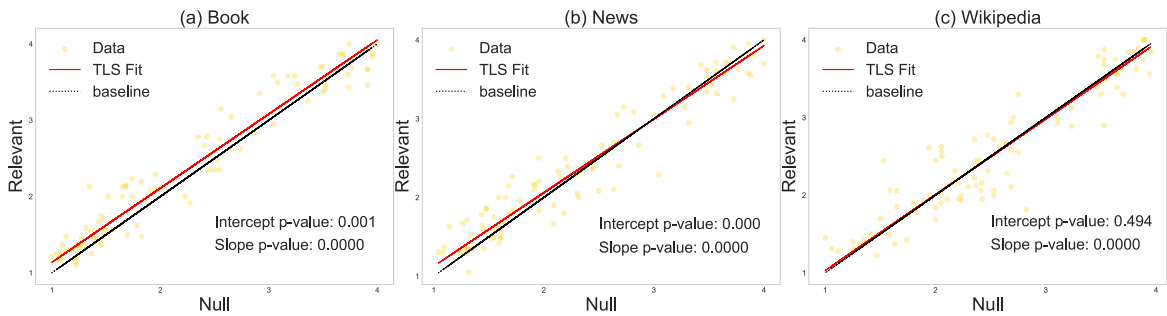 (a) Book
Data
TLS Fit
baseline
Intercept p-value: 0.001
Slope p-value: 0.0000
Relevant
4
3
2
1
1
2
3
4
Null
(b) News
Data
TLS Fit
baseline
Intercept p-value: 0.000
Slope p-value: 0.0000
Relevant
4
3
2
1
1
2
3
4
Null
(c) Wikipedia
Data
TLS Fit
baseline
Intercept p-value: 0.494
Slope p-value: 0.0000
Relevant
4
3
2
1
1
2
3
4
Null